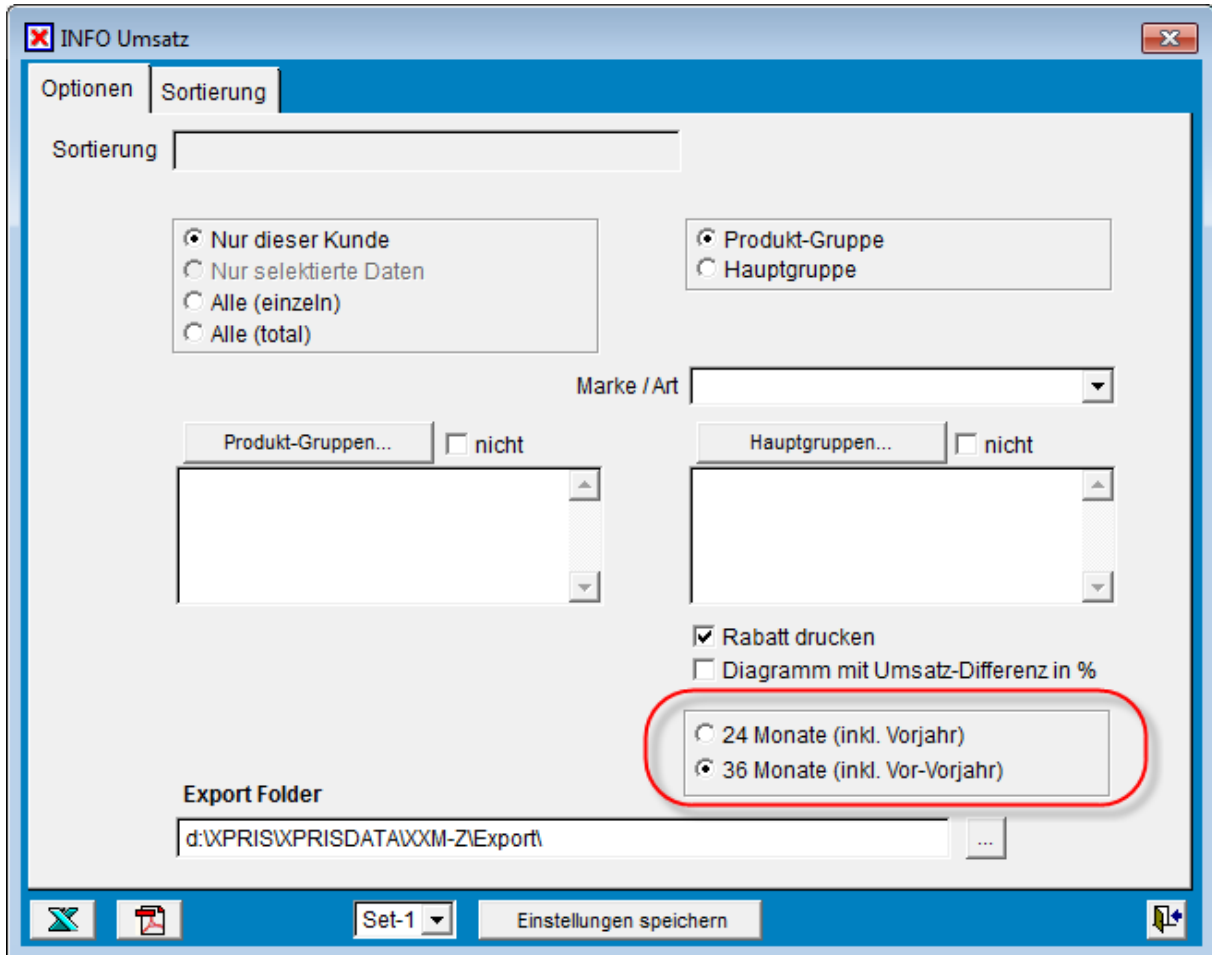 INFO Umsatz
Optionen
Sortierung
Sortierung
Nur dieser Kunde
Nur selektierte Daten
Alle (einzeln)
Alle (total)
Produkt-Gruppe
Hauptgruppe
Marke / Art
Produkt-Gruppen...
nicht
Hauptgruppen...
nicht
Rabatt drucken
Diagramm mit Umsatz-Differenz in %
24 Monate (inkl. Vorjahr)
36 Monate (inkl. Vor-Vorjahr)
Export Folder
d:\XPRIS\XPRISDATA\XXM-Z\Export\
...
Set-1
Einstellungen speichern